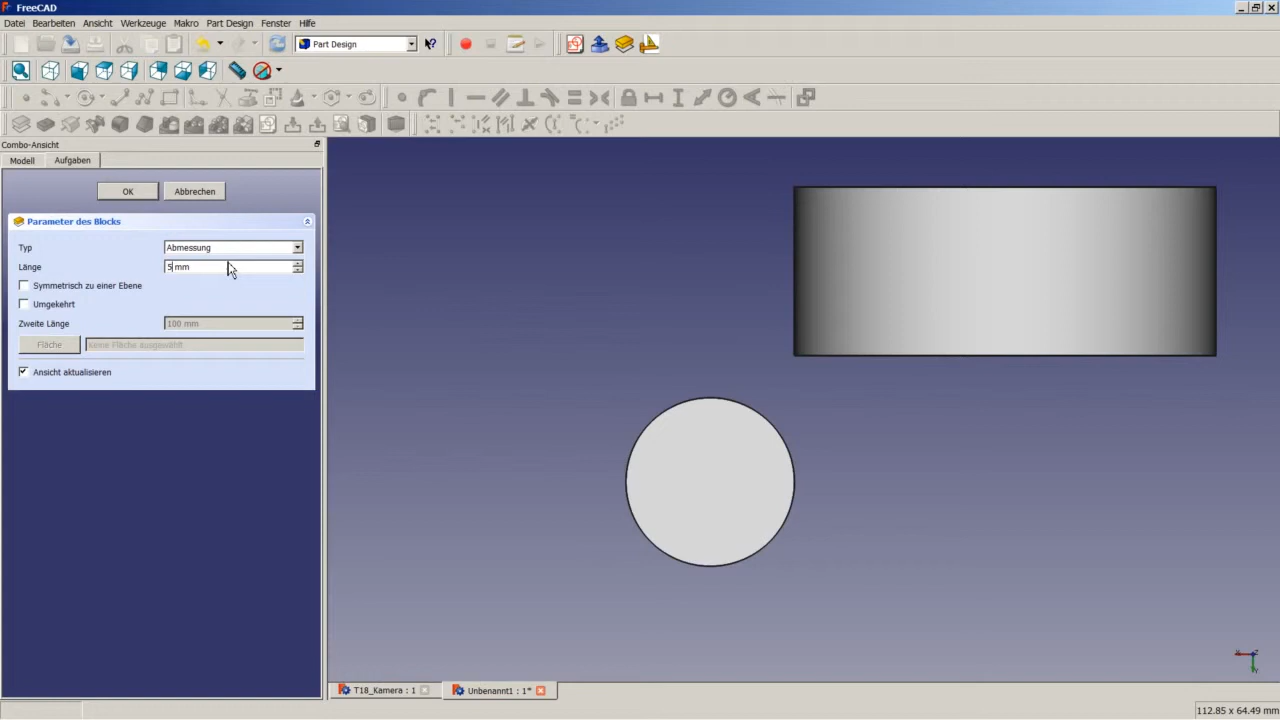 FreeCAD
Datei Bearbeiten Ansicht Werkzeuge Makro Part Design Fenster Hilfe
Part Design
Combo-Ansicht
Modell Aufgaben
OK Abbrechen
Parameter des Blocks
Typ Abmessung
Länge 5 mm
Symmetrisch zu einer Ebene
Umgekehrt
Zweite Länge 100 mm
Fläche Keine Fläche ausgewählt
Ansicht aktualisieren
T18_Kamera : 1 Unbenannt1 : 1*
112.85 x 64.49 mm